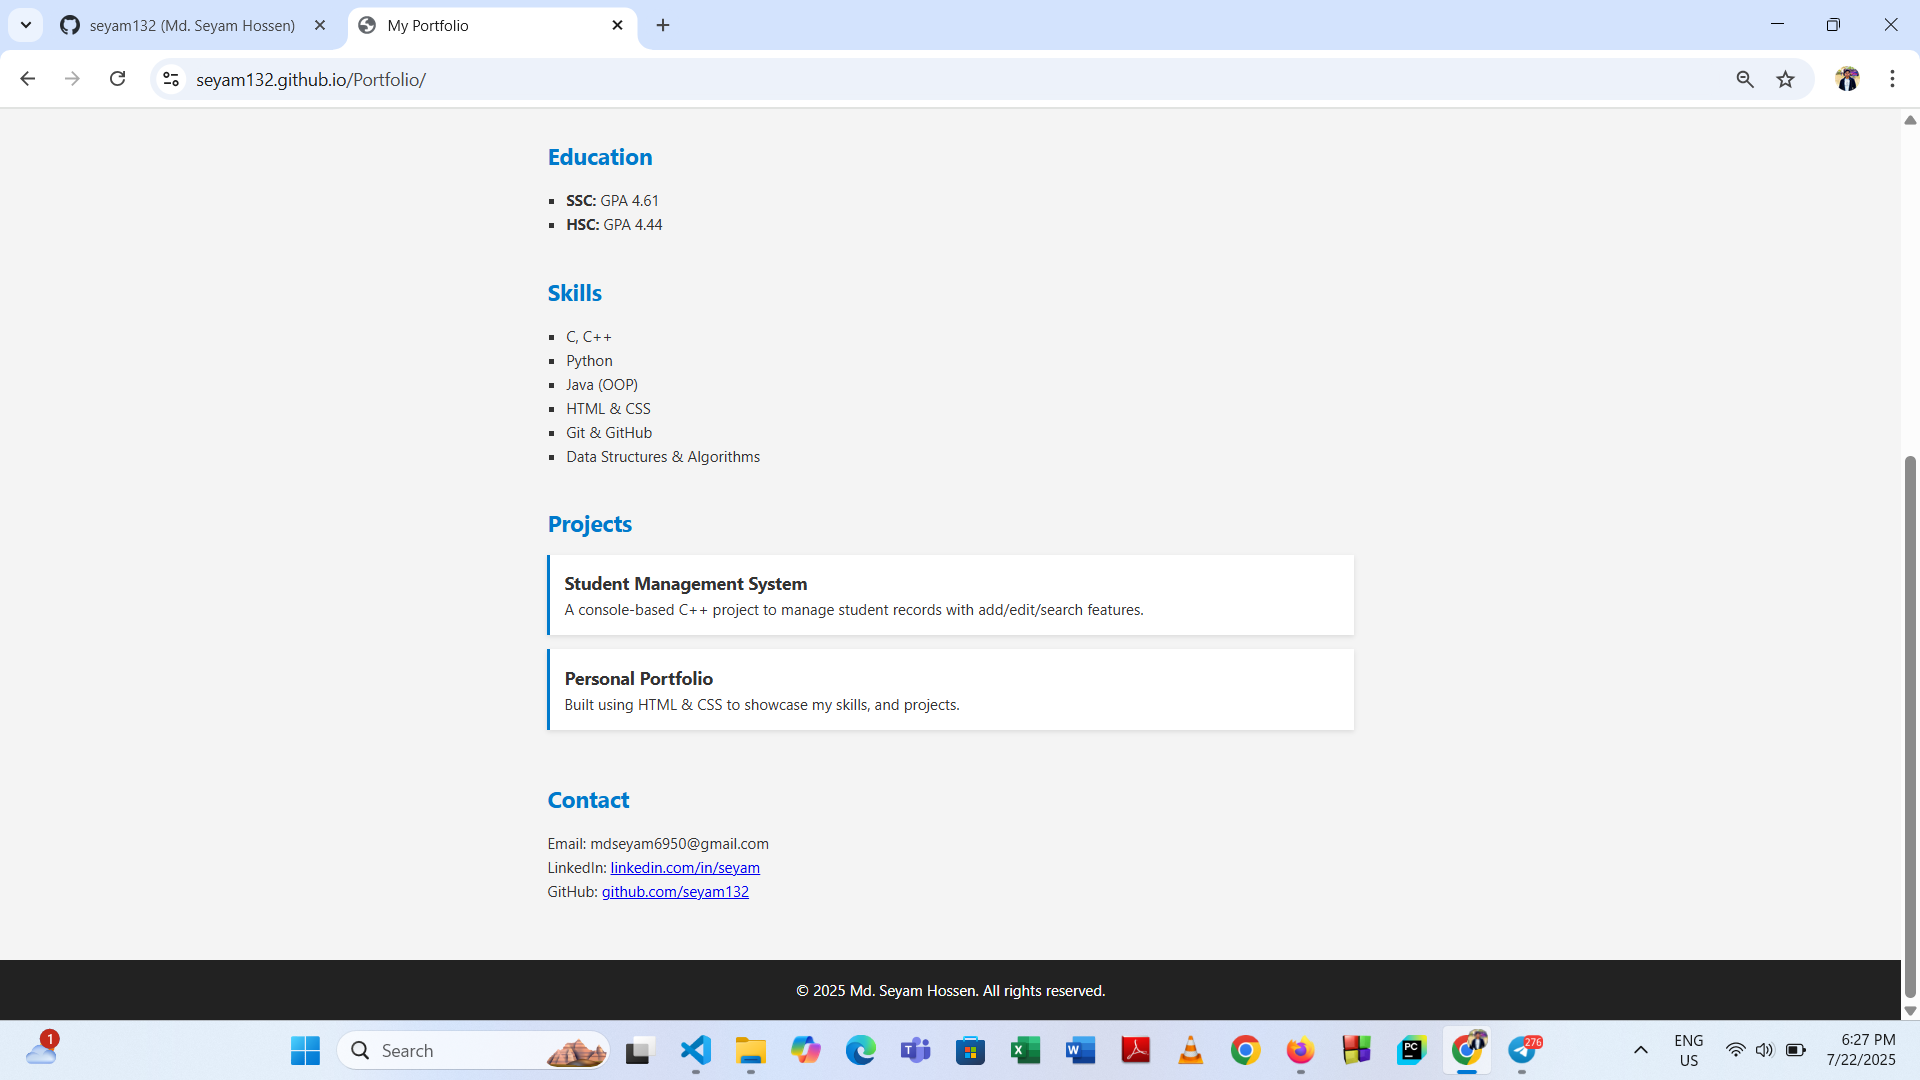 seyam132 (Md. Seyam Hossen)
My Portfolio
seyam132.github.io/Portfolio/
Education
SSC: GPA 4.61
HSC: GPA 4.44
Skills
C, C++
Python
Java (OOP)
HTML & CSS
Git & GitHub
Data Structures & Algorithms
Projects
Student Management System
A console-based C++ project to manage student records with add/edit/search features.
Personal Portfolio
Built using HTML & CSS to showcase my skills, and projects.
Contact
Email: mdseyam6950@gmail.com
LinkedIn: linkedin.com/in/seyam
GitHub: github.com/seyam132
© 2025 Md. Seyam Hossen. All rights reserved.
1
Search
PC
276
ENG
US
6:27 PM
7/22/2025